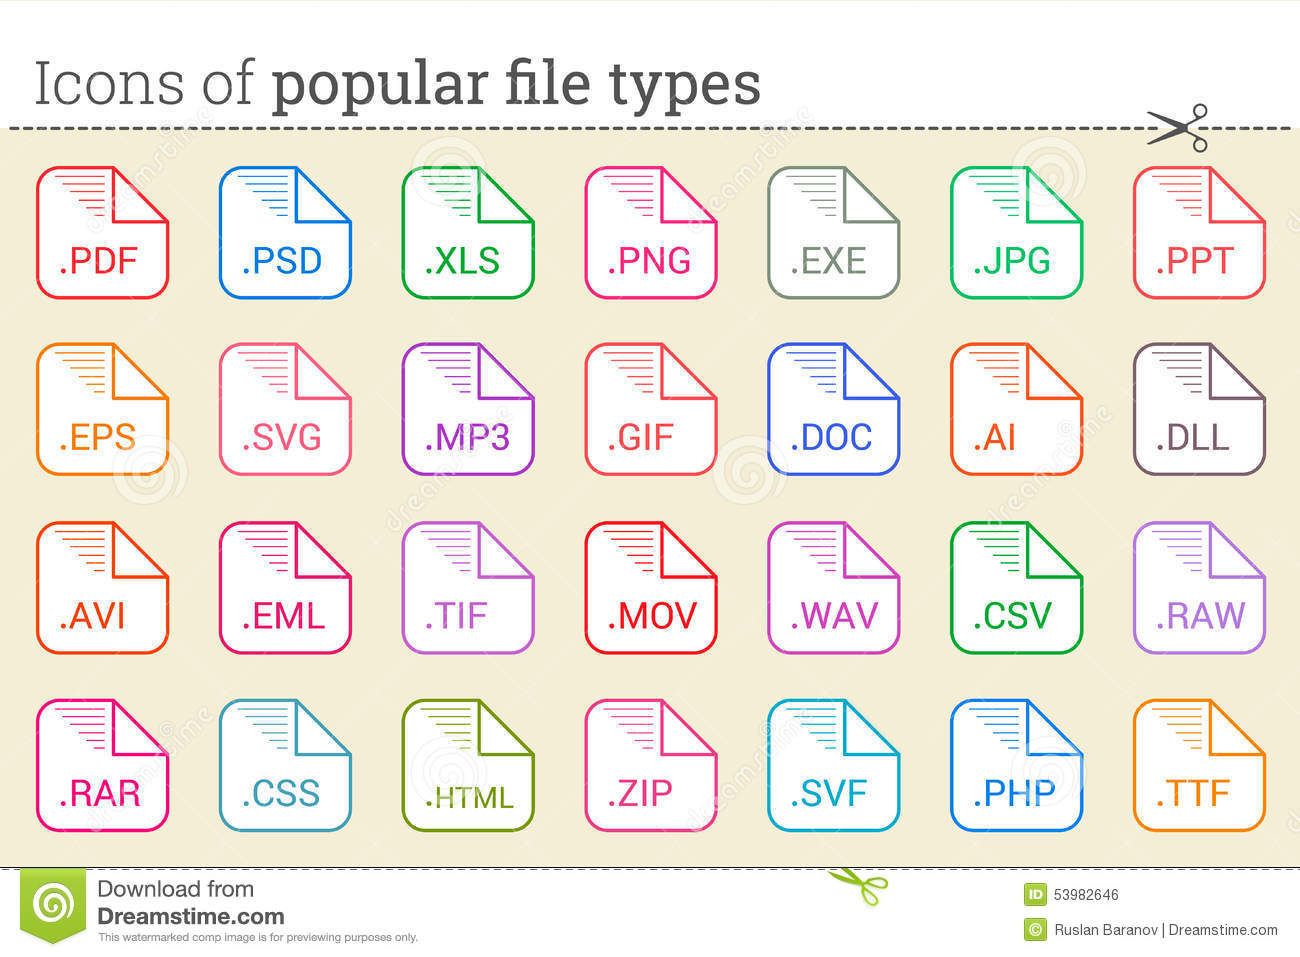 Icons of popular file types
.PDF .PSD .XLS .PNG .EXE .JPG .PPT
.EPS .SVG .MP3 .GIF .DOC .AI .DLL
.AVI .EML .TIF .MOV .WAV .CSV .RAW
.RAR .CSS .HTML .ZIP .SVF .PHP .TTF
Download from
Dreamstime.com
This watermarked comp image is for previewing purposes only.
ID 53982646
© Ruslan Baranov | Dreamstime.com